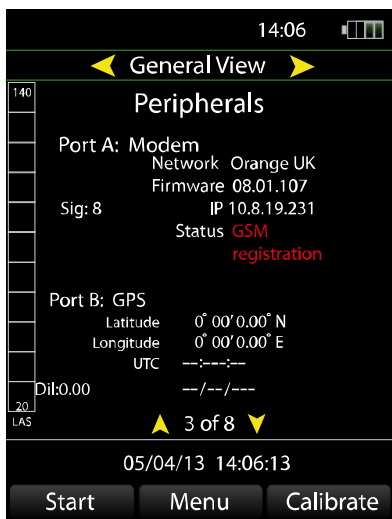 14:06
General View
140
Peripherals
Port A: Modem
Network Orange UK
Firmware 08.01.107
Sig: 8 IP 10.8.19.231
Status GSM
registration
Port B: GPS
Latitude 0° 00' 0.00" N
Longitude 0° 00' 0.00" E
UTC --:---:--
Dil:0.00 --/--/---
20
LAS 3 of 8
05/04/13 14:06:13
Start Menu Calibrate